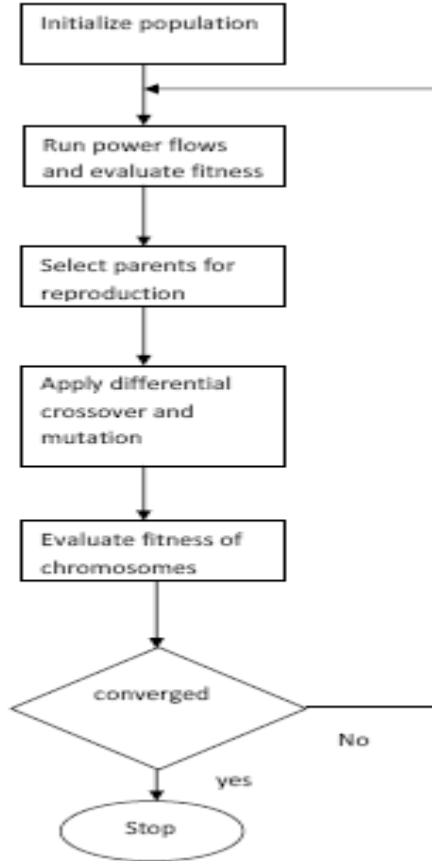 Initialize population
Run power flows
and evaluate fitness
Select parents for
reproduction
Apply differential
crossover and
mutation
Evaluate fitness of
chromosomes
converged
No
yes
Stop